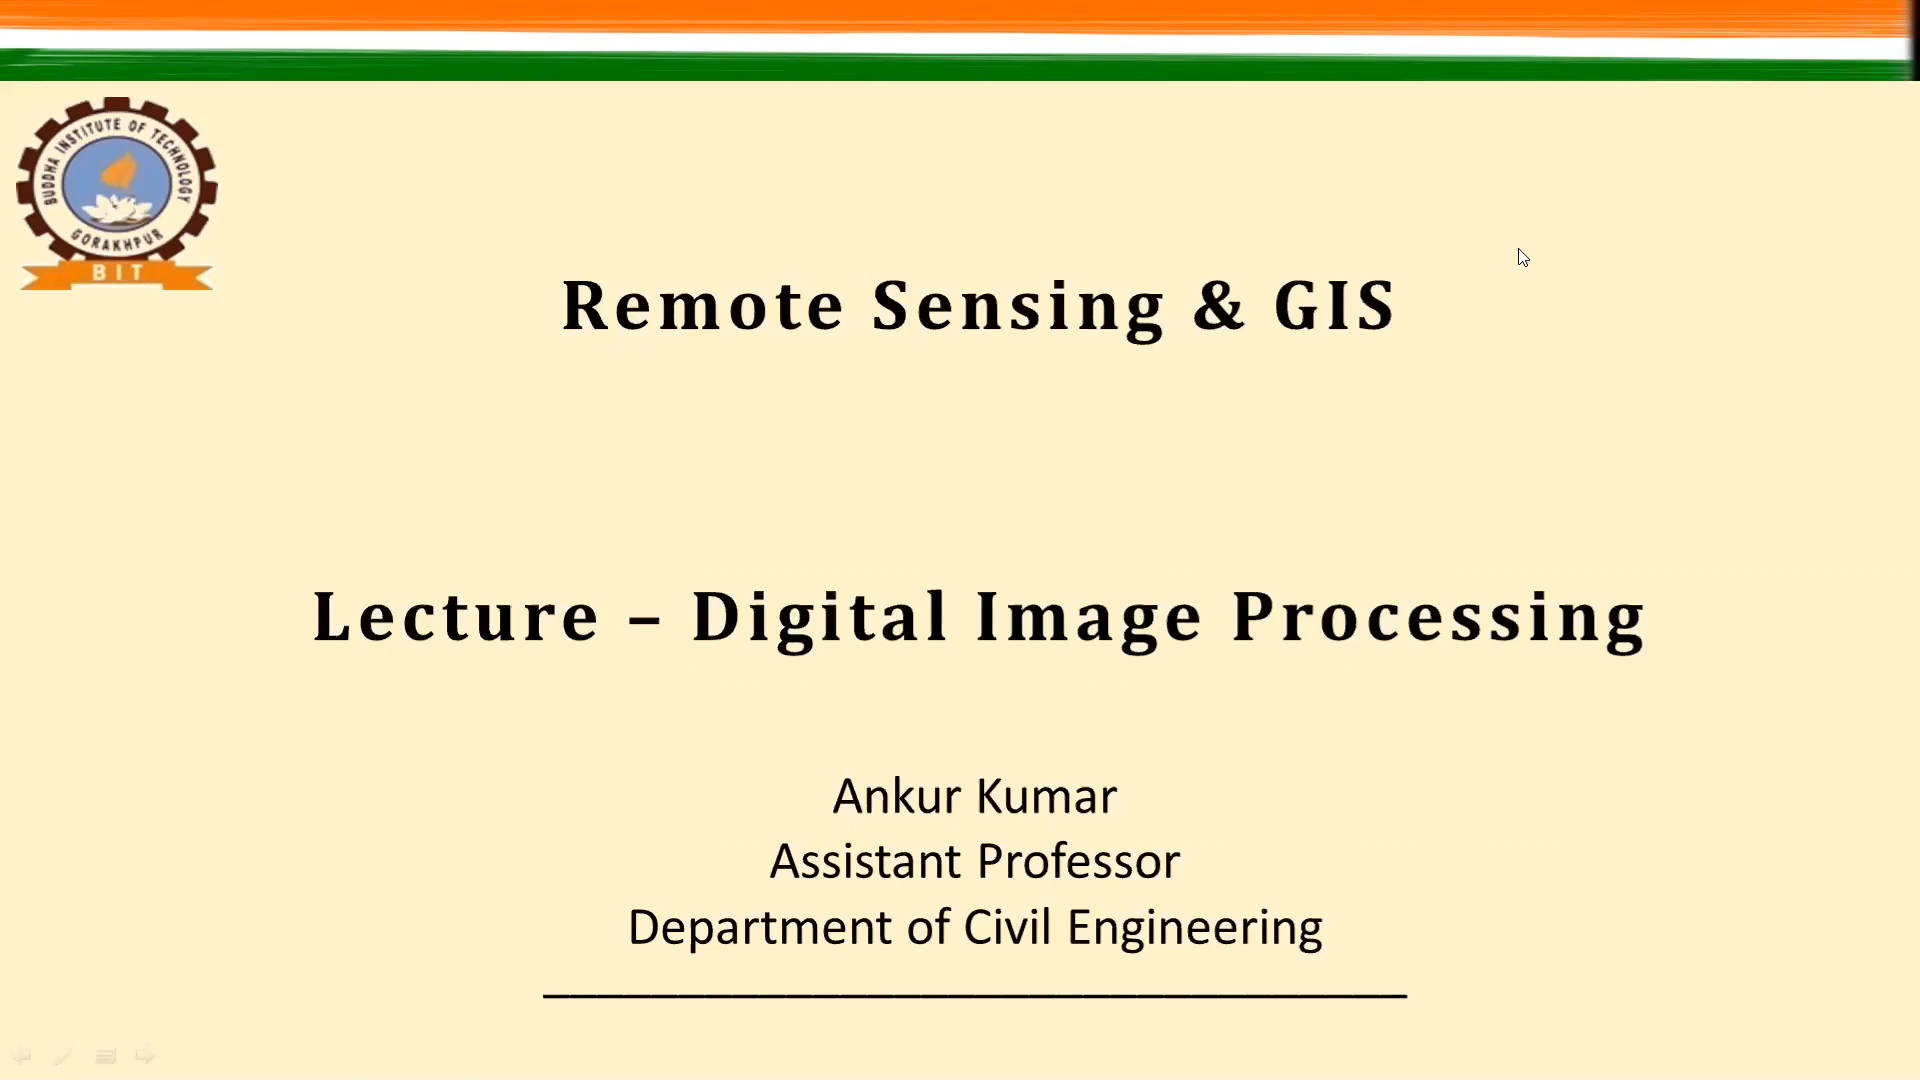 BUDDHA INSTITUTE OF TECHNOLOGY
GORAKHPUR
BIT
Remote Sensing & GIS
Lecture – Digital Image Processing
Ankur Kumar
Assistant Professor
Department of Civil Engineering